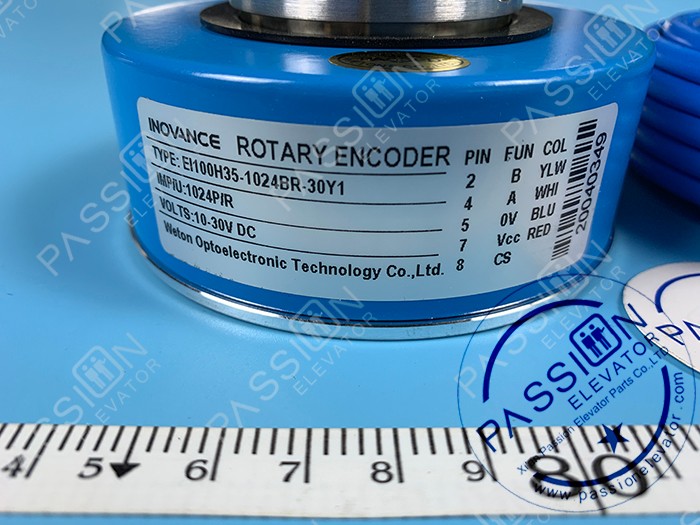 INOVANCE ROTARY ENCODER
TYPE: EI100H35-1024BR-30Y1
IMPIU:1024P/R
VOLTS:10-30V DC
Weton Optoelectronic Technology Co.,Ltd.
PIN FUN COL
2 B YLW
4 A WHI
5 0V BLU
7 Vcc RED
8 CS
20040349
4 5 6 7 8 9 80
PASSION ELEVATOR
Xi'an Passion Elevator Parts Co.,LTD
www.passionelevator.com